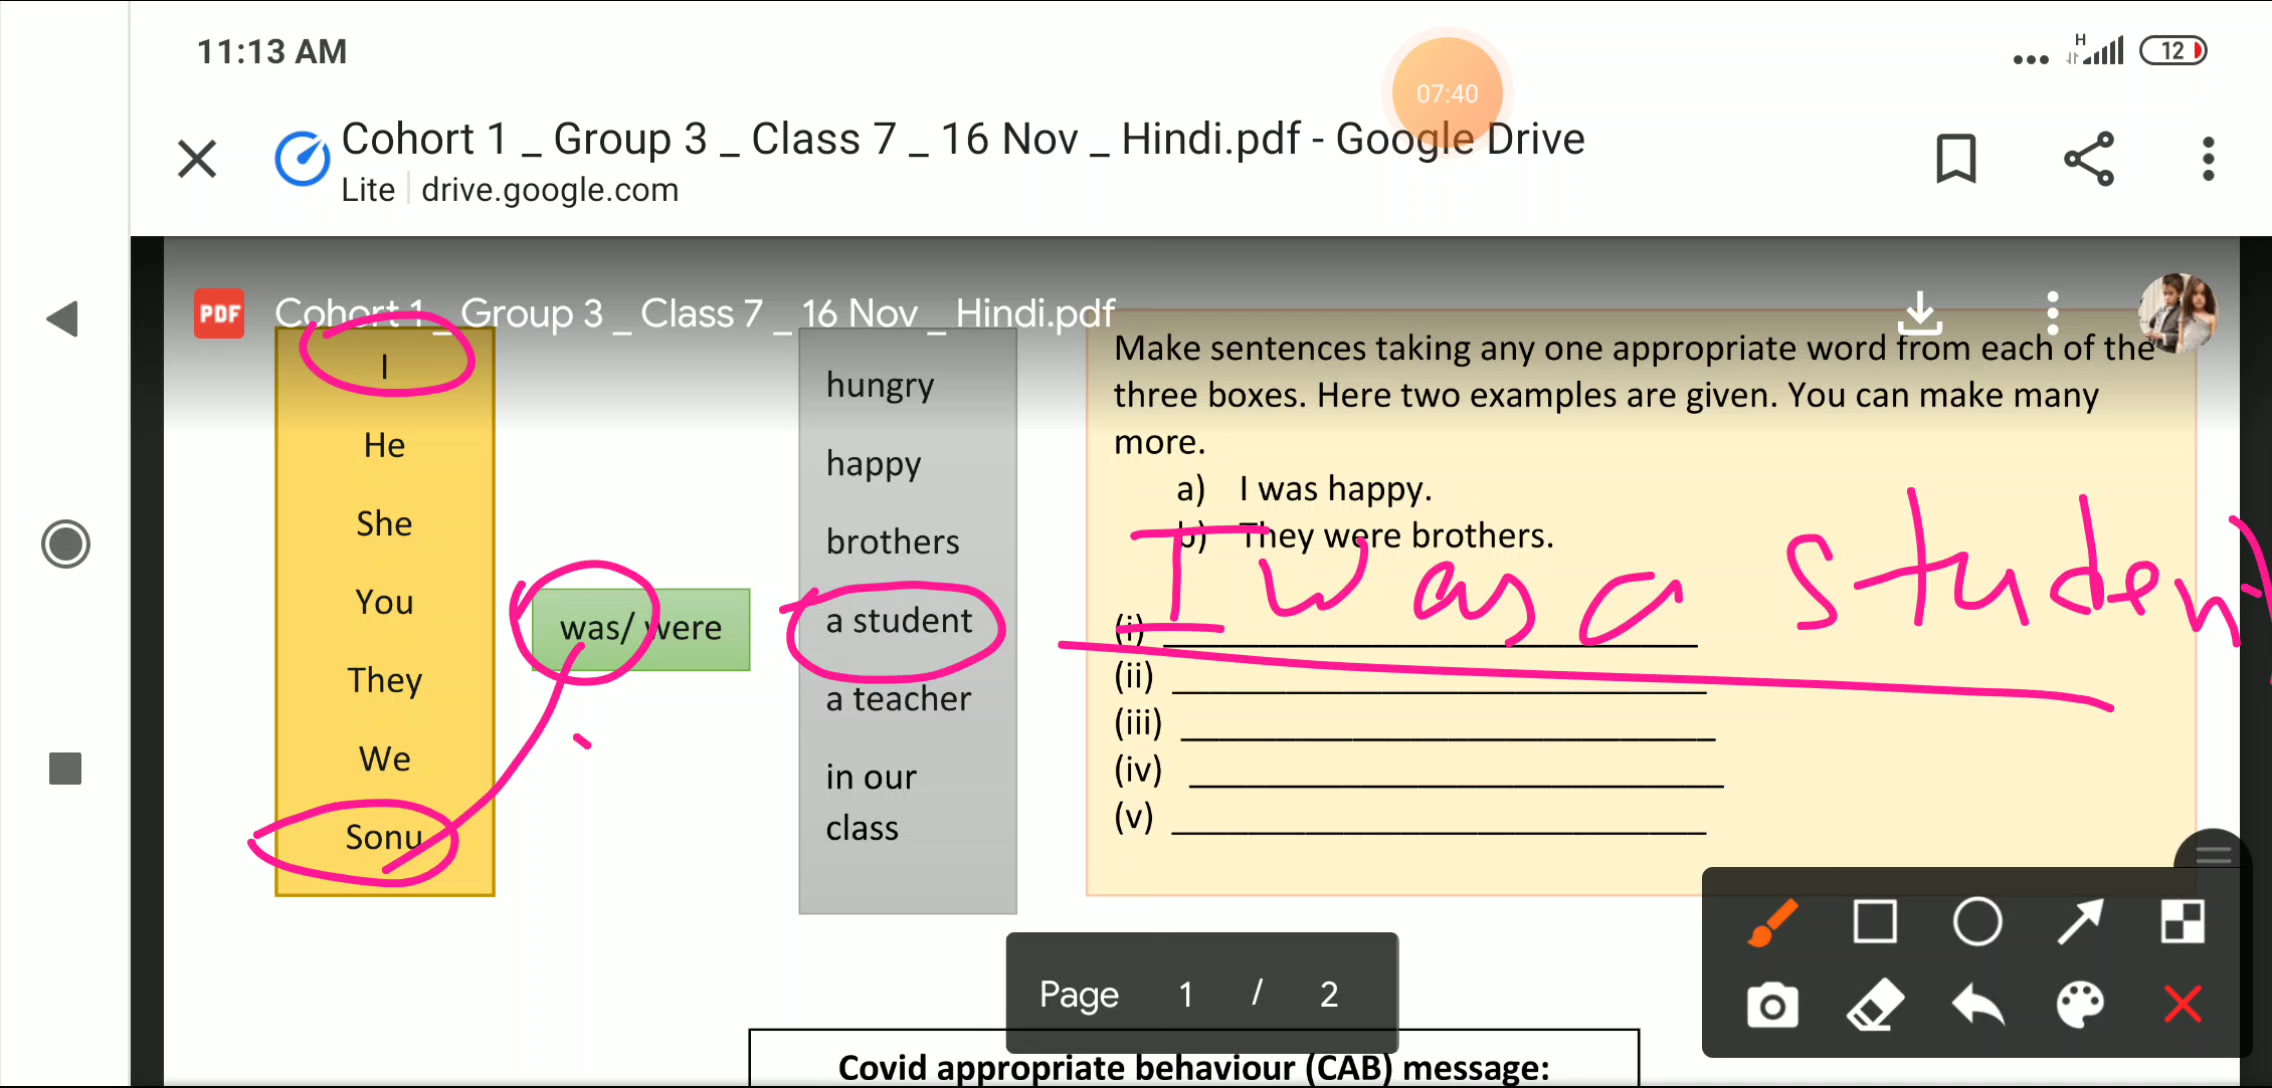 11:13 AM
H
12
07:40
Cohort 1 _ Group 3 _ Class 7 _ 16 Nov _ Hindi.pdf - Google Drive
Lite drive.google.com
PDF Cohort 1 _ Group 3 _ Class 7 _ 16 Nov _ Hindi.pdf
I
He
She
You
They
We
Sonu
was/ were
hungry
happy
brothers
a student
a teacher
in our
class
Make sentences taking any one appropriate word from each of the
three boxes. Here two examples are given. You can make many
more.
a) I was happy.
b) They were brothers.
I was a student
(i)
(ii)
(iii)
(iv)
(v)
Page 1 / 2
Covid appropriate behaviour (CAB) message: